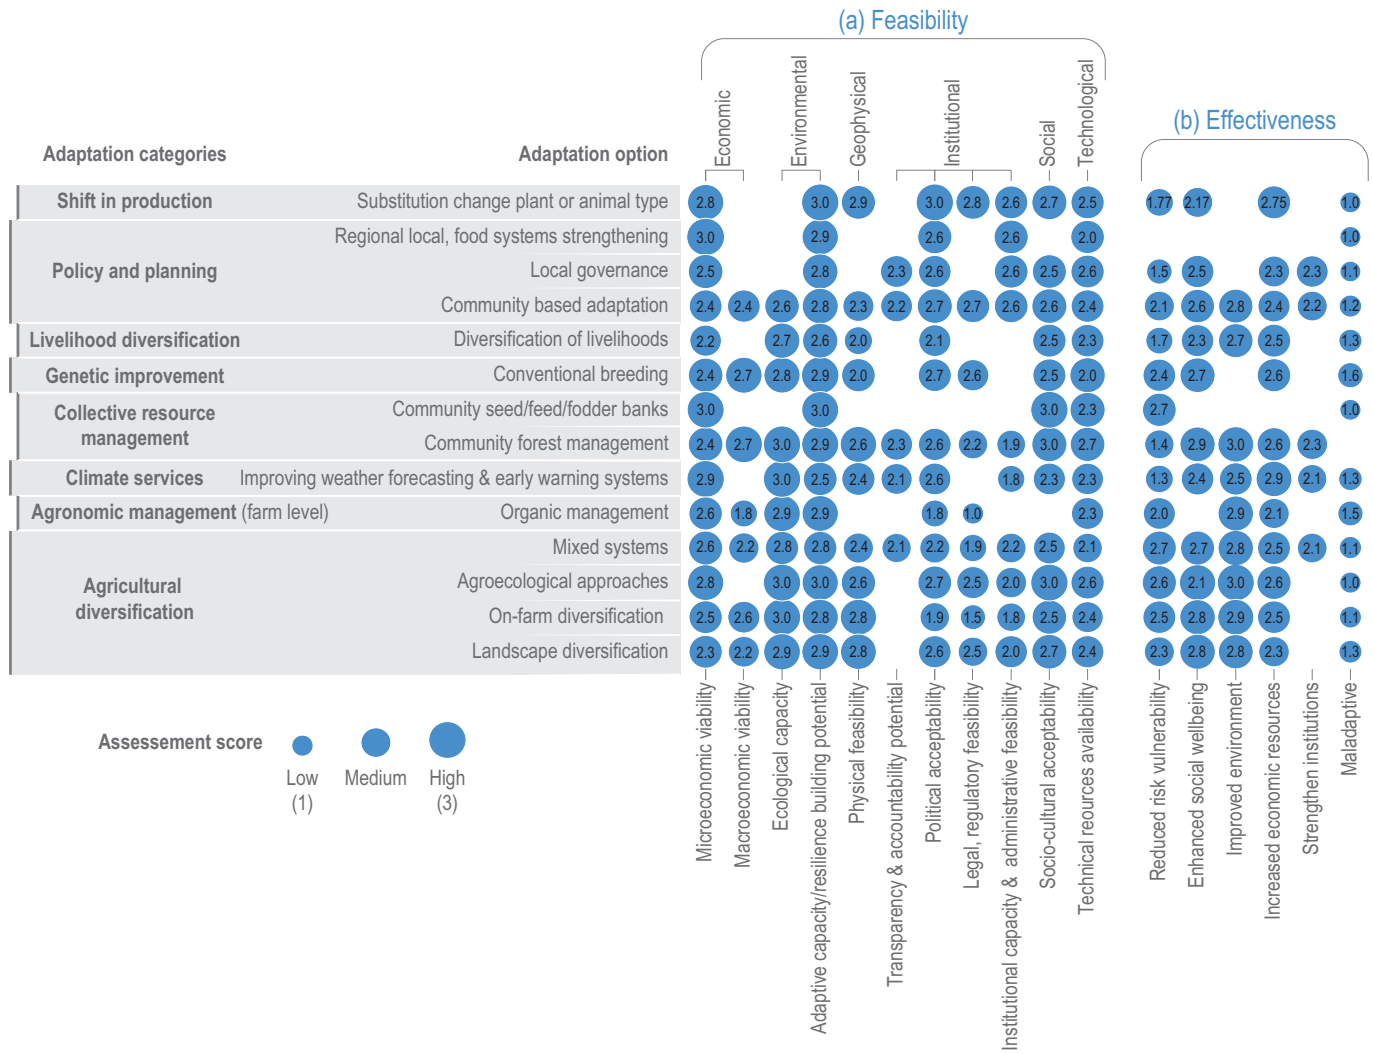 (a) Feasibility
Economic
Environmental
Geophysical
Institutional
Social
Technological
(b) Effectiveness
Adaptation categories Adaptation option
Shift in production Substitution change plant or animal type 2.8 3.0 2.9 3.0 2.8 2.6 2.7 2.5 1.77 2.17 2.75 1.0
Regional local, food systems strengthening 3.0 2.9 2.6 2.6 2.0 1.0
Policy and planning Local governance 2.5 2.8 2.3 2.6 2.6 2.5 2.6 1.5 2.5 2.3 2.3 1.1
Community based adaptation 2.4 2.4 2.6 2.8 2.3 2.2 2.7 2.7 2.6 2.6 2.4 2.1 2.6 2.8 2.4 2.2 1.2
Livelihood diversification Diversification of livelihoods 2.2 2.7 2.6 2.0 2.1 2.5 2.3 1.7 2.3 2.7 2.5 1.3
Genetic improvement Conventional breeding 2.4 2.7 2.8 2.9 2.0 2.7 2.6 2.5 2.0 2.4 2.7 2.6 1.6
Collective resource
management
Community seed/feed/fodder banks 3.0 3.0 3.0 2.3 2.7 1.0
Community forest management 2.4 2.7 3.0 2.9 2.6 2.3 2.6 2.2 1.9 3.0 2.7 1.4 2.9 3.0 2.6 2.3
Climate services Improving weather forecasting & early warning systems 2.9 3.0 2.5 2.4 2.1 2.6 1.8 2.3 2.3 1.3 2.4 2.5 2.9 2.1 1.3
Agronomic management (farm level) Organic management 2.6 1.8 2.9 2.9 1.8 1.0 2.3 2.0 2.9 2.1 1.5
Mixed systems 2.6 2.2 2.8 2.8 2.4 2.1 2.2 1.9 2.2 2.5 2.1 2.7 2.7 2.8 2.5 2.1 1.1
Agricultural
diversification
Agroecological approaches 2.8 3.0 3.0 2.6 2.7 2.5 2.0 3.0 2.6 2.6 2.1 3.0 2.6 1.0
On-farm diversification 2.5 2.6 3.0 2.8 2.8 1.9 1.5 1.8 2.5 2.4 2.5 2.8 2.9 2.5 1.1
Landscape diversification 2.3 2.2 2.9 2.9 2.8 2.6 2.5 2.0 2.7 2.4 2.3 2.8 2.8 2.3 1.3
Microeconomic viability
Macroeconomic viability
Ecological capacity
Adaptive capacity/resilience building potential
Physical feasibility
Transparency & accountability potential
Political acceptability
Legal, regulatory feasibility
Institutional capacity & administrative feasibility
Socio-cultural acceptability
Technical reources availability
Reduced risk vulnerability
Enhanced social wellbeing
Improved environment
Increased economic resources
Strengthen institutions
Maladaptive
Assessement score
Low
(1)
Medium
High
(3)